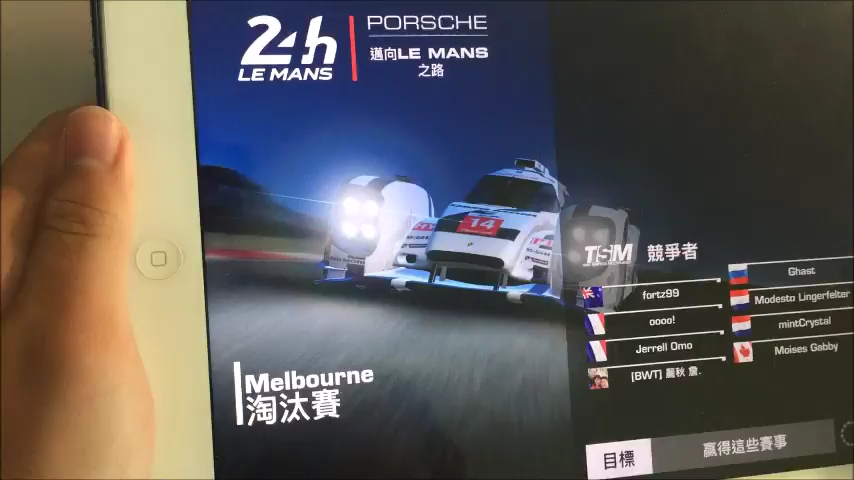 24h
LE MANS
PORSCHE
邁向LE MANS
之路
14
TSM 競爭者
fortz99
oooo!
Jerrell Omo
[BWT] 麗秋 詹.
Ghast
Modesto Lingerfelter
mintCrystal
Moises Gabby
Melbourne
淘汰賽
目標
贏得這些賽事